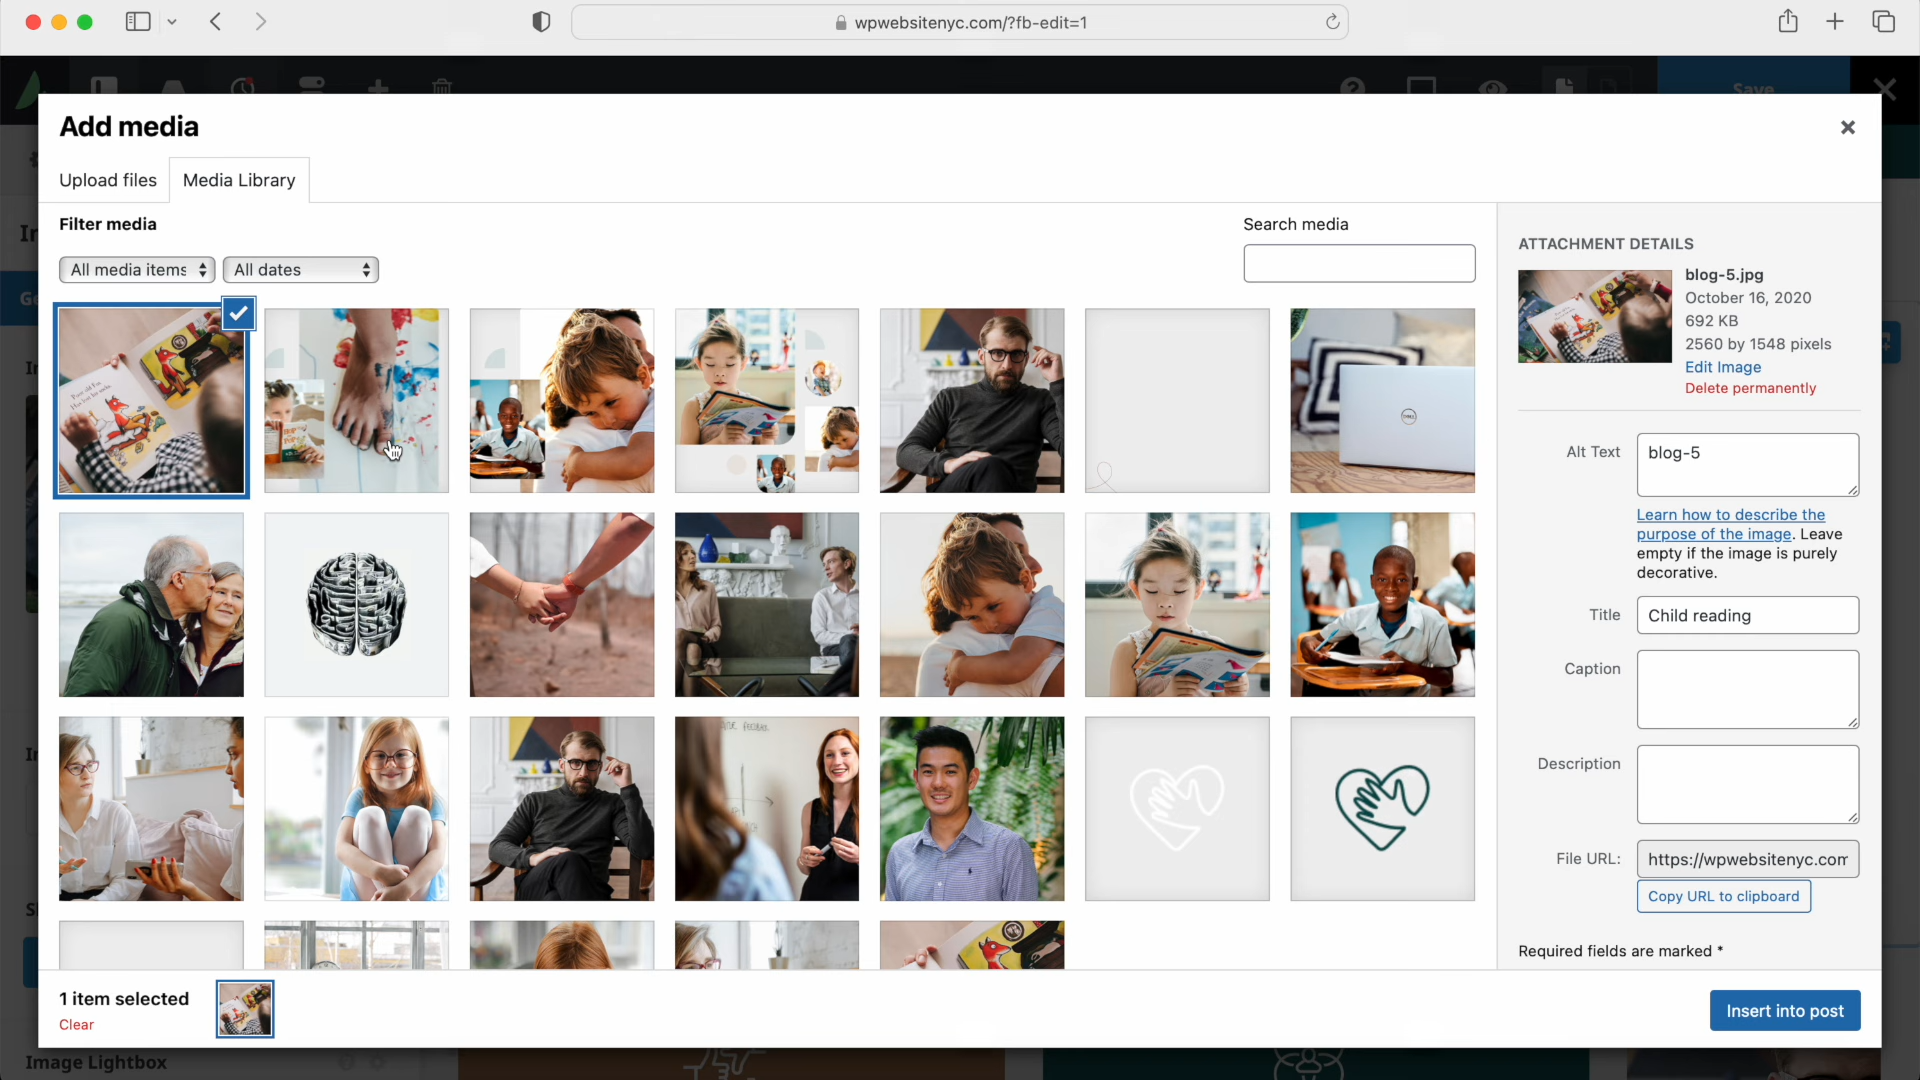 wpwebsitenyc.com/?fb-edit=1
Save
Add media
Upload files
Media Library
Filter media
Search media
All media items
All dates
ATTACHMENT DETAILS
blog-5.jpg
October 16, 2020
692 KB
2560 by 1548 pixels
Edit Image
Delete permanently
Alt Text
blog-5
Learn how to describe the
purpose of the image. Leave
empty if the image is purely
decorative.
Title
Child reading
Caption
Description
File URL:
https://wpwebsitenyc.com
Copy URL to clipboard
Required fields are marked *
1 item selected
Clear
Insert into post
Image Lightbox